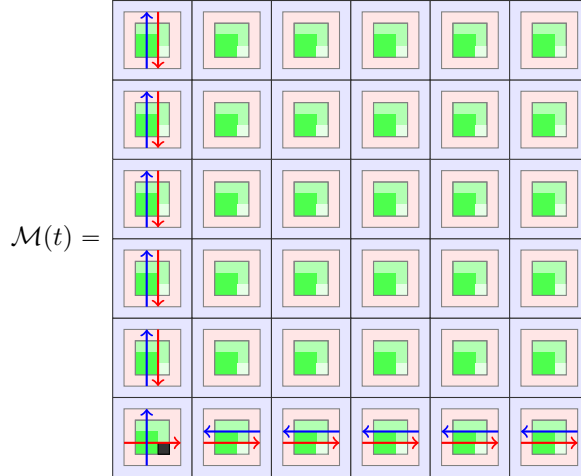 ℳ(t) =